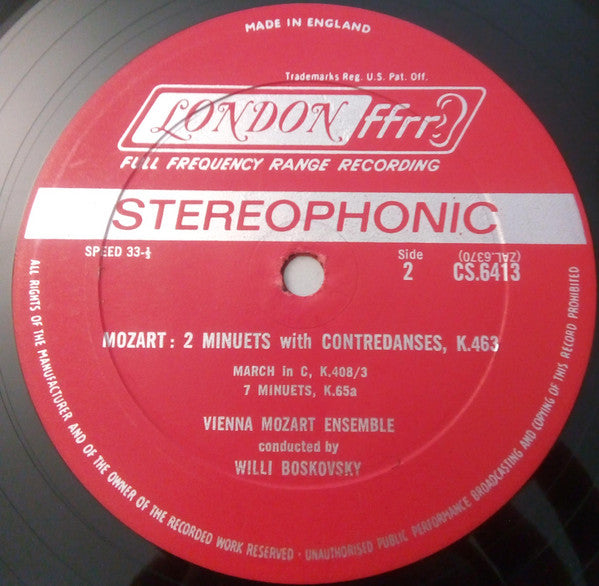 MADE IN ENGLAND
Trademarks Reg. U.S. Pat. Off.
LONDON ffrr
FULL FREQUENCY RANGE RECORDING
STEREOPHONIC
SPEED 33-⅓
Side
2
(ZAL.6370)
CS.6413
MOZART: 2 MINUETS with CONTREDANSES, K.463
MARCH in C, K.408/3
7 MINUETS, K.65a
VIENNA MOZART ENSEMBLE
conducted by
WILLI BOSKOVSKY
ALL RIGHTS OF THE MANUFACTURER AND OF THE OWNER OF THE RECORDED WORK RESERVED · UNAUTHORISED PUBLIC PERFORMANCE BROADCASTING AND COPYING OF THIS RECORD PROHIBITED